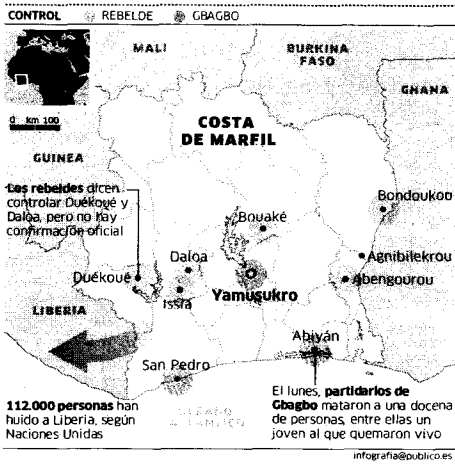 CONTROL REBELDE GBAGBO
MALI
BURKINA
FASO
GHANA
0 km 100
COSTA
DE MARFIL
GUINEA
Los rebeldes dicen
controlar Duékoué y
Daloa, pero no hay
confirmación oficial
Bondoukou
Bouaké
Agnibilekrou
Daloa
Duékoué
Abengourou
Issia
Yamusukro
LIBERIA
Abiyán
San Pedro
112.000 personas han
huido a Liberia, según
Naciones Unidas
OCÉANO
ATLÁNTICO
El lunes, partidarios de
Gbagbo mataron a una docena
de personas, entre ellas un
joven al que quemaron vivo
infografia@publico.es